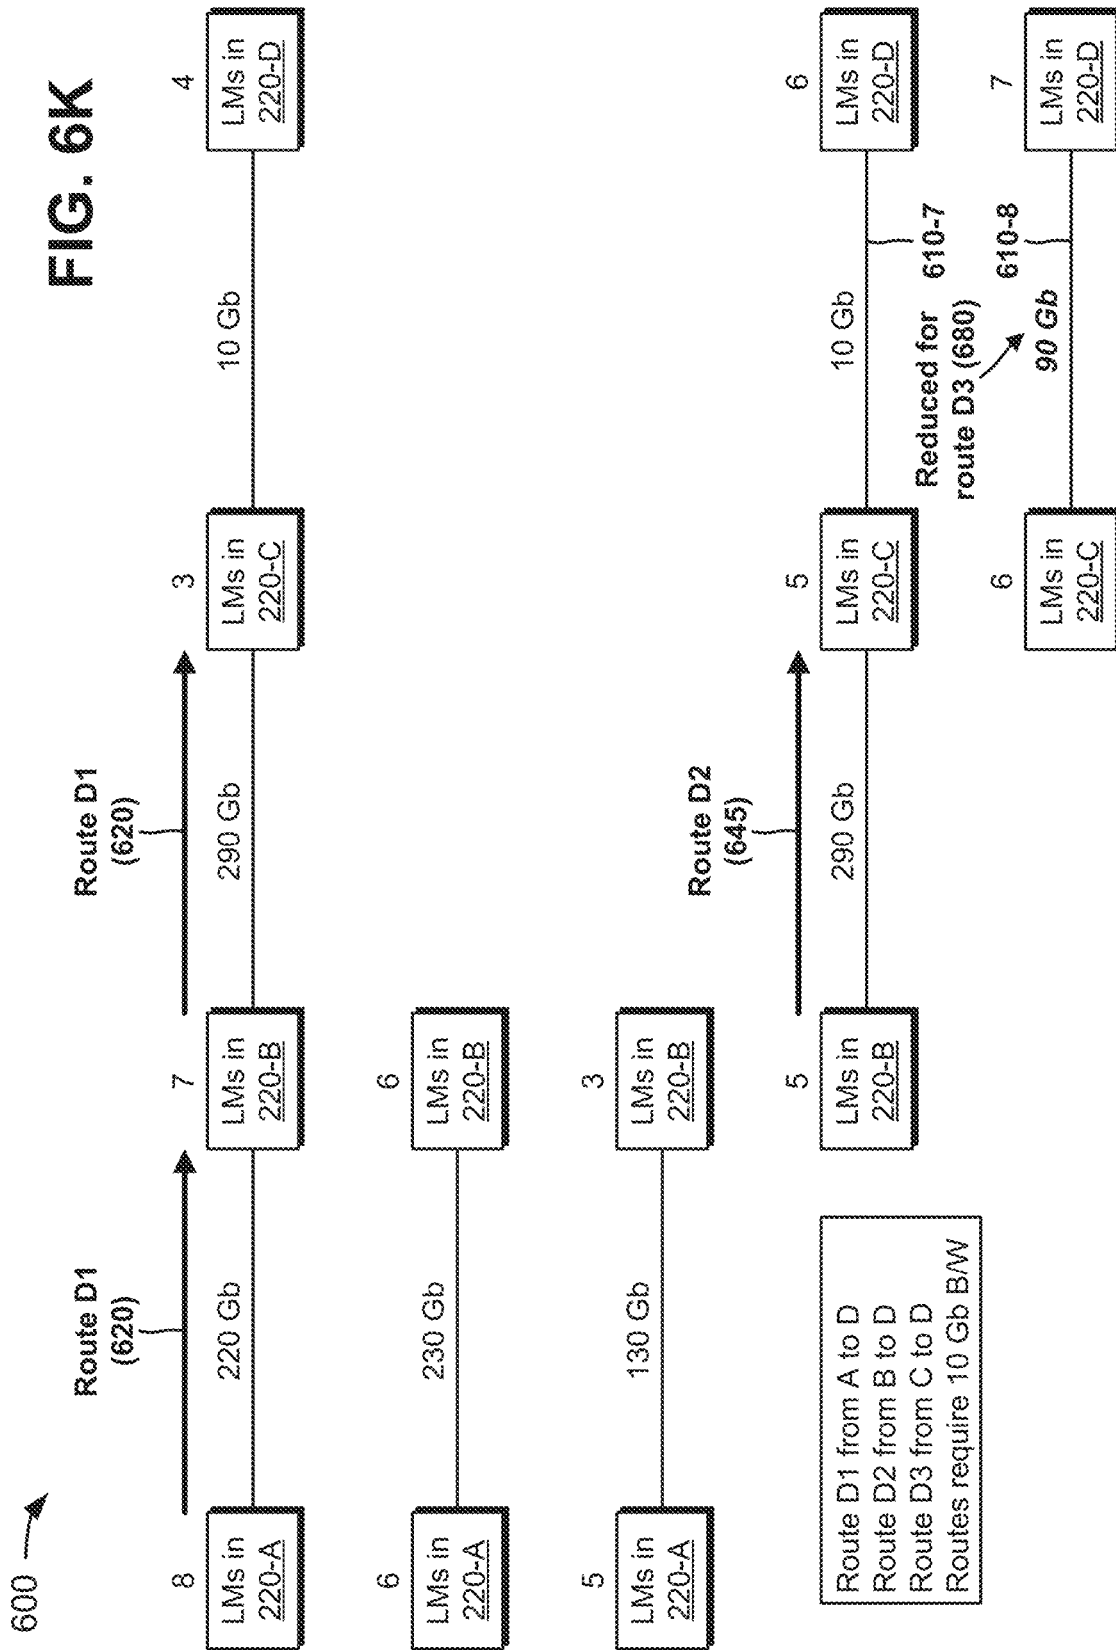 FIG. 6K
600
Route D1
(620)
Route D1
(620)
8
7
3
4
LMs in
220-A
220 Gb
LMs in
220-B
290 Gb
LMs in
220-C
10 Gb
LMs in
220-D
6
6
LMs in
220-A
230 Gb
LMs in
220-B
5
3
LMs in
220-A
130 Gb
LMs in
220-B
Route D2
(645)
5
5
6
LMs in
220-B
290 Gb
LMs in
220-C
10 Gb
LMs in
220-D
610-7
Reduced for
route D3 (680)
610-8
6
7
LMs in
220-C
90 Gb
LMs in
220-D
Route D1 from A to D
Route D2 from B to D
Route D3 from C to D
Routes require 10 Gb B/W